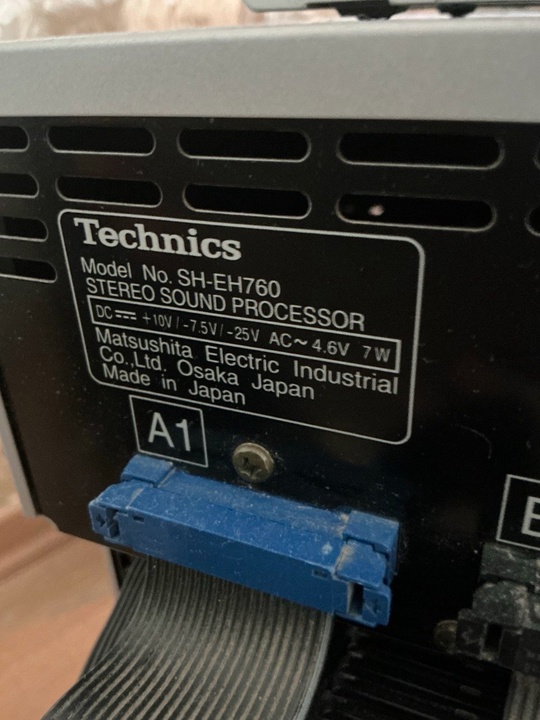 Technics
Model No. SH-EH760
STEREO SOUND PROCESSOR
DC ⎓ +10V/-7.5V/-25V AC~4.6V 7W
Matsushita Electric Industrial
Co.,Ltd. Osaka Japan
Made in Japan
A1